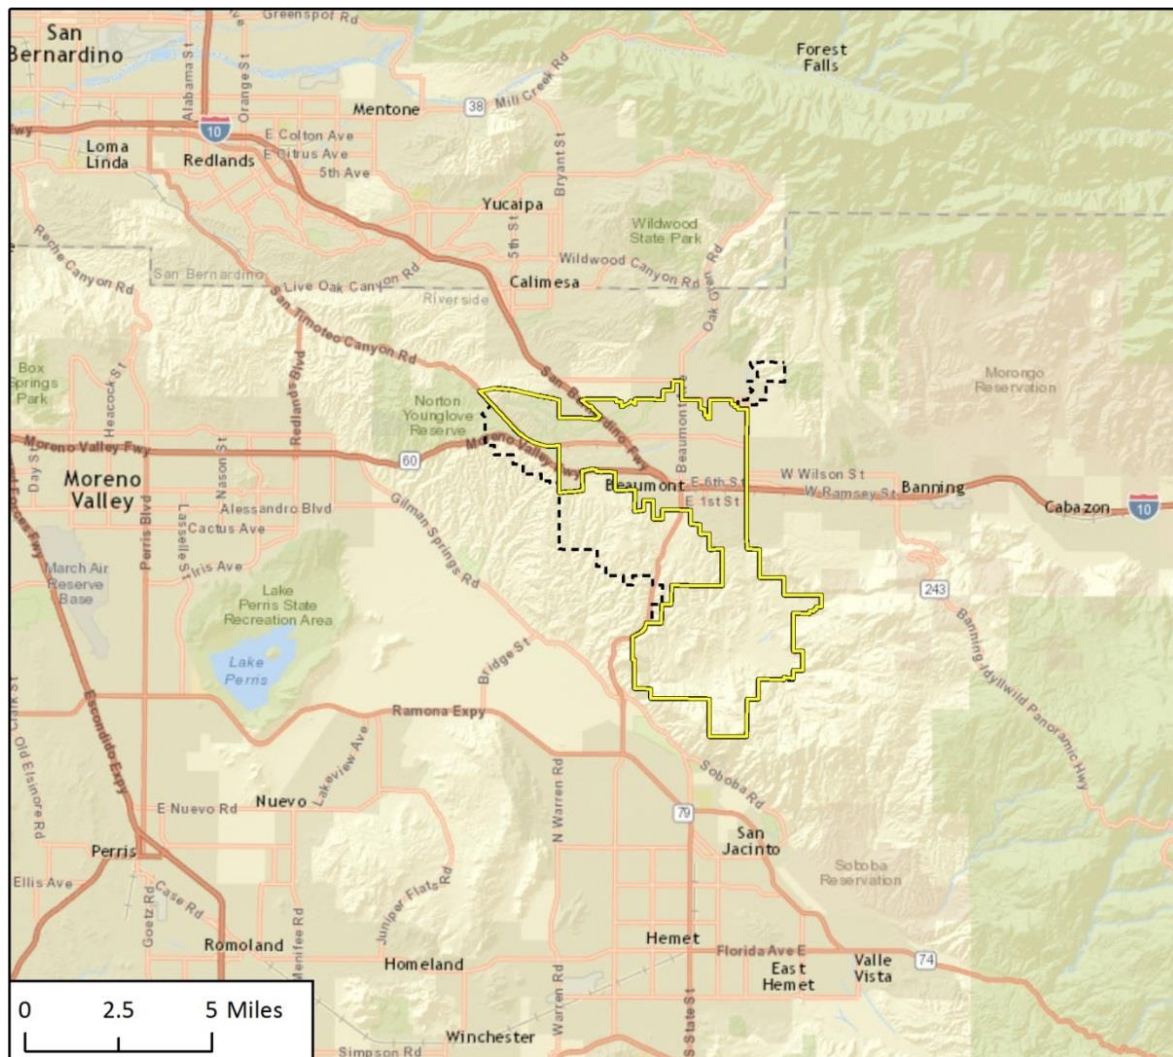 Greenspot Rd
San
Bernardino
Forest
Falls
Alabama St
Orange St
Mentone
38
Mill Creek Rd
Fwy
10
E Colton Ave
E Citrus Ave
Loma
Linda
Redlands
5th Ave
Bryant St
Yucaipa
5th St
Wildwood
State Park
Reche Canyon Rd
Wildwood Canyon Rd
Oak Glen Rd
San Bernardino
Live Oak Canyon Rd
Calimesa
Riverside
San Timoteo Canyon Rd
Box
Springs
Park
Heacock St
Redlands Blvd
Norton
Younglove
Reserve
San Bernardino Fwy
Beaumont Ave
Morongo
Reservation
Moreno Valley Fwy
60
Moreno Valley Fwy
Day St
Nason St
Moreno
Valley
Beaumont
E 6th St
E 1st St
W Wilson St
W Ramsey St
Banning
Cabazon
10
Perris Blvd
Lasselle St
Alessandro Blvd
Cactus Ave
Iris Ave
Gilman Springs Rd
March Air
Reserve
Base
Lake
Perris State
Recreation Area
243
Banning Idyllwild Panoramic Hwy
Lake
Perris
Bridge St
Escondido Expy
Ramona Expy
Old Elsinore Rd
Lakeview Ave
E Nuevo Rd
Nuevo
N Warren Rd
Soboba Rd
79
San
Jacinto
Perris
Soboba
Reservation
Ellis Ave
Case Rd
Goetz Rd
Juniper Flats Rd
Romoland
Menifee Rd
Homeland
Hemet
Florida Ave E
East
Hemet
Valle
Vista
74
0 2.5 5 Miles
Warren Rd
S State St
Winchester
Simpson Rd